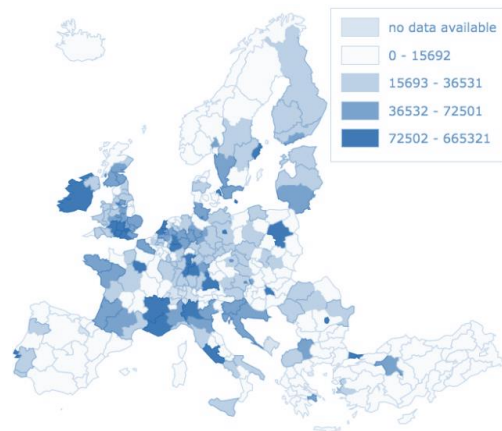 no data available
0 - 15692
15693 - 36531
36532 - 72501
72502 - 665321